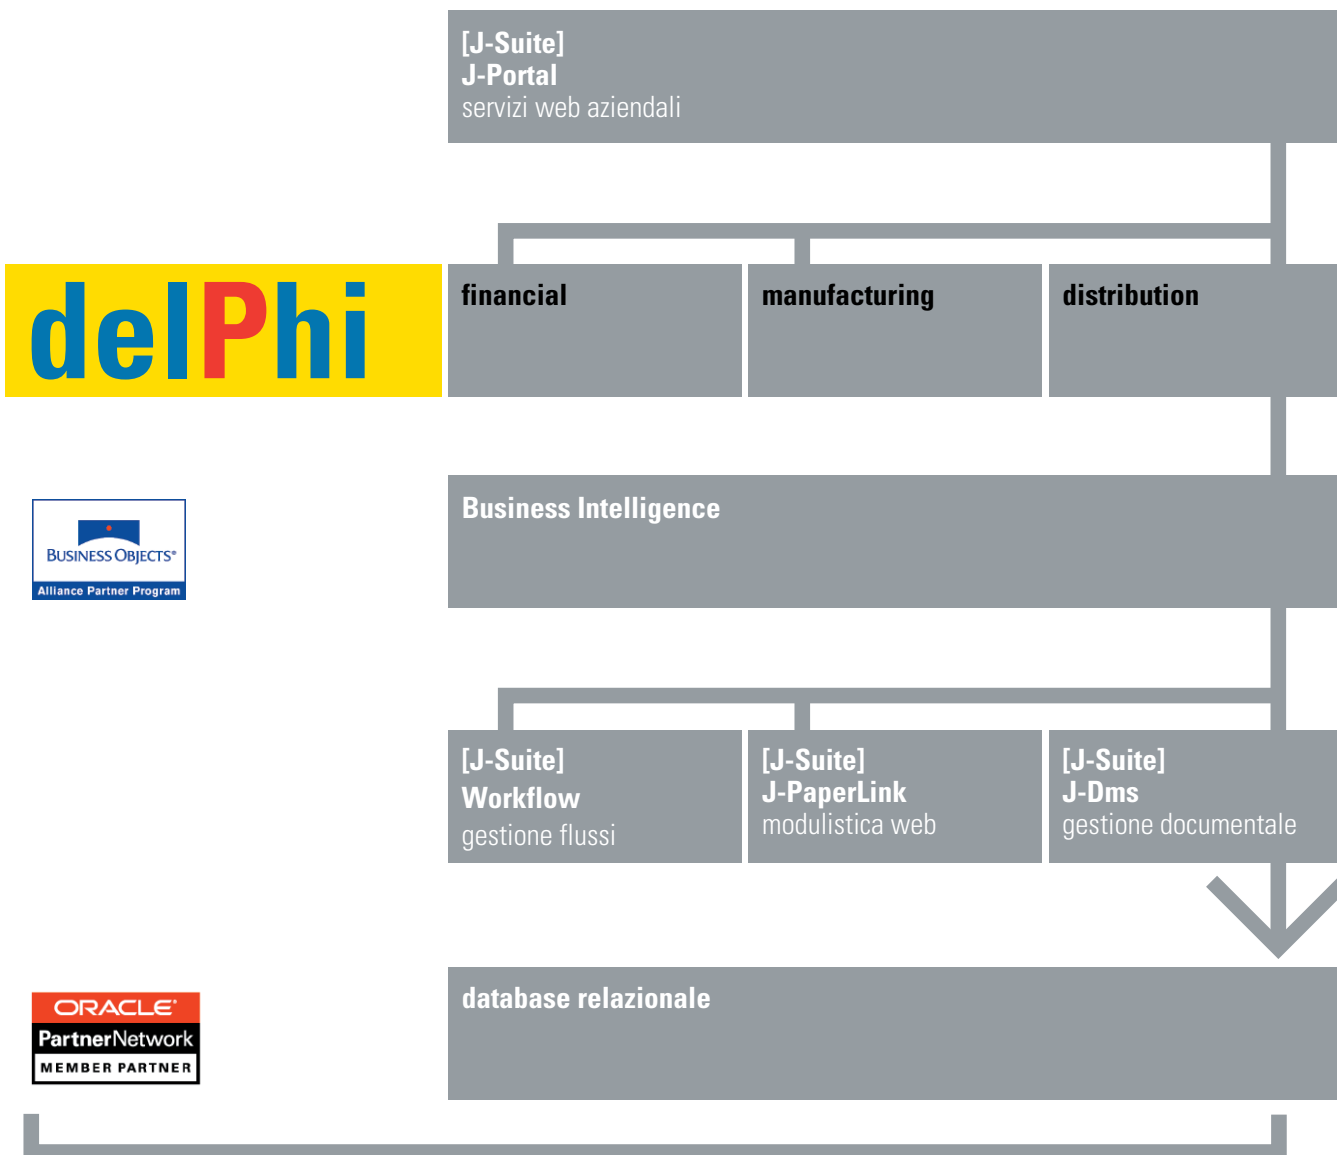 [J-Suite]
J-Portal
servizi web aziendali
delPhi
financial
manufacturing
distribution
BUSINESS OBJECTS®
Alliance Partner Program
Business Intelligence
[J-Suite]
Workflow
gestione flussi
[J-Suite]
J-PaperLink
modulistica web
[J-Suite]
J-Dms
gestione documentale
ORACLE®
PartnerNetwork
MEMBER PARTNER
database relazionale